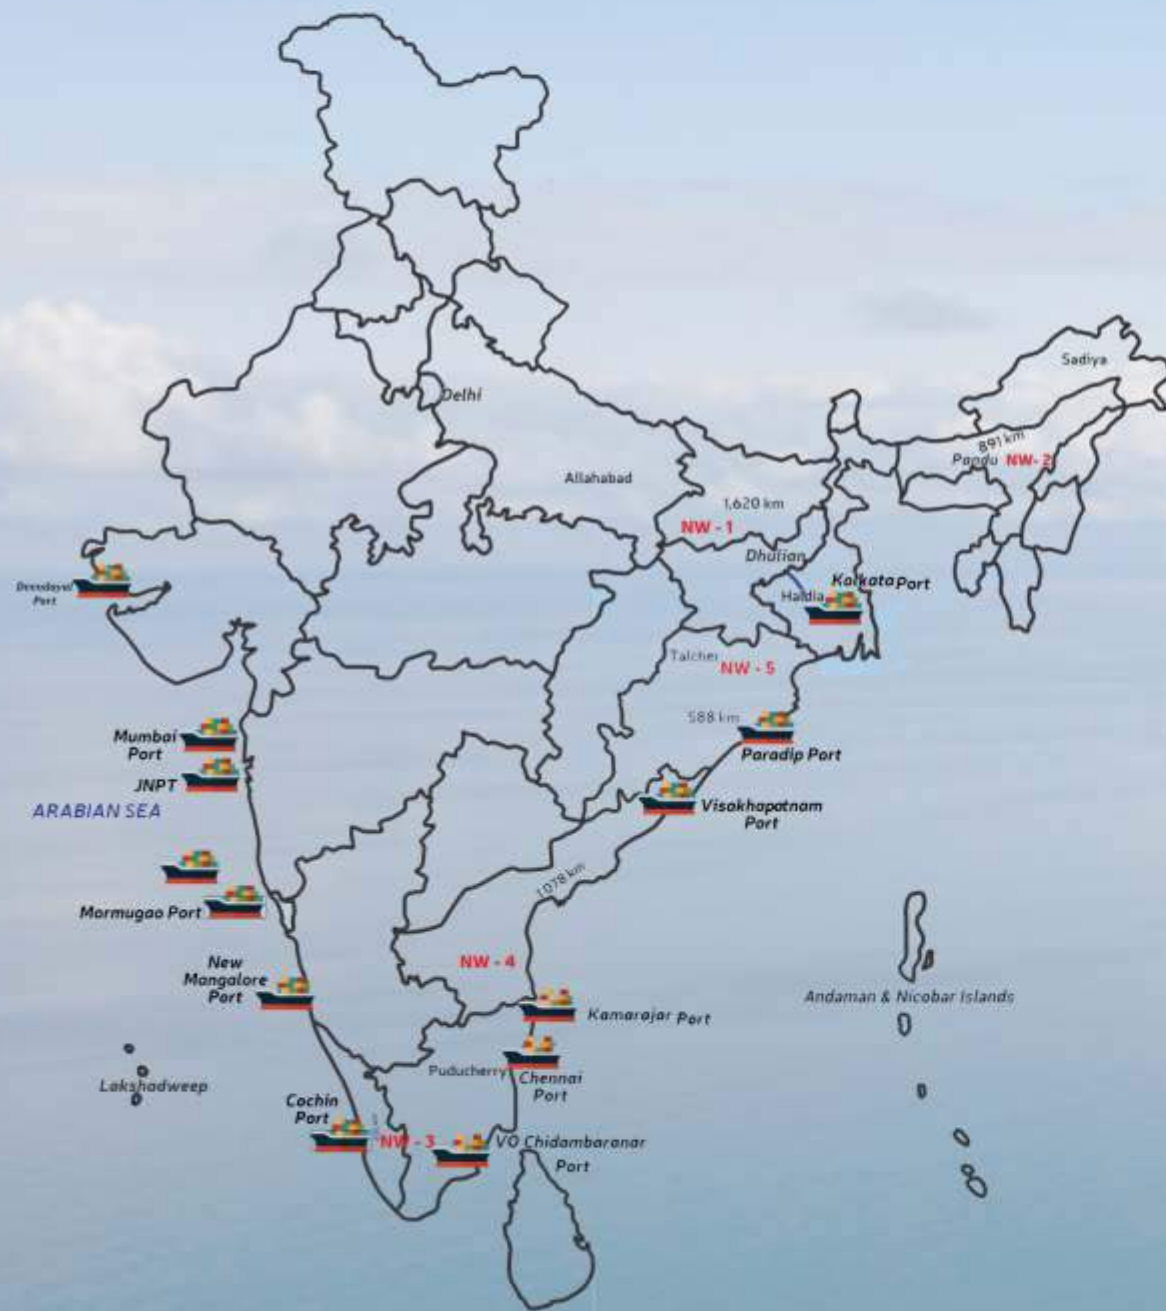 Sadiya
Delhi
891 km
Pandu NW- 2
Allahabad
1,620 km
NW - 1
Dhulian
Deendayal
Port
Kolkata Port
Haldia
Talcher
NW - 5
588 km
Mumbai
Port
Paradip Port
JNPT
ARABIAN SEA
Visakhapatnam
Port
1078 km
Mormugao Port
NW - 4
New
Mangalore
Port
Andaman & Nicobar Islands
Kamarajar Port
Puducherry
Chennai
Port
Lakshadweep
Cochin
Port
NW - 3
VO Chidambaranar
Port